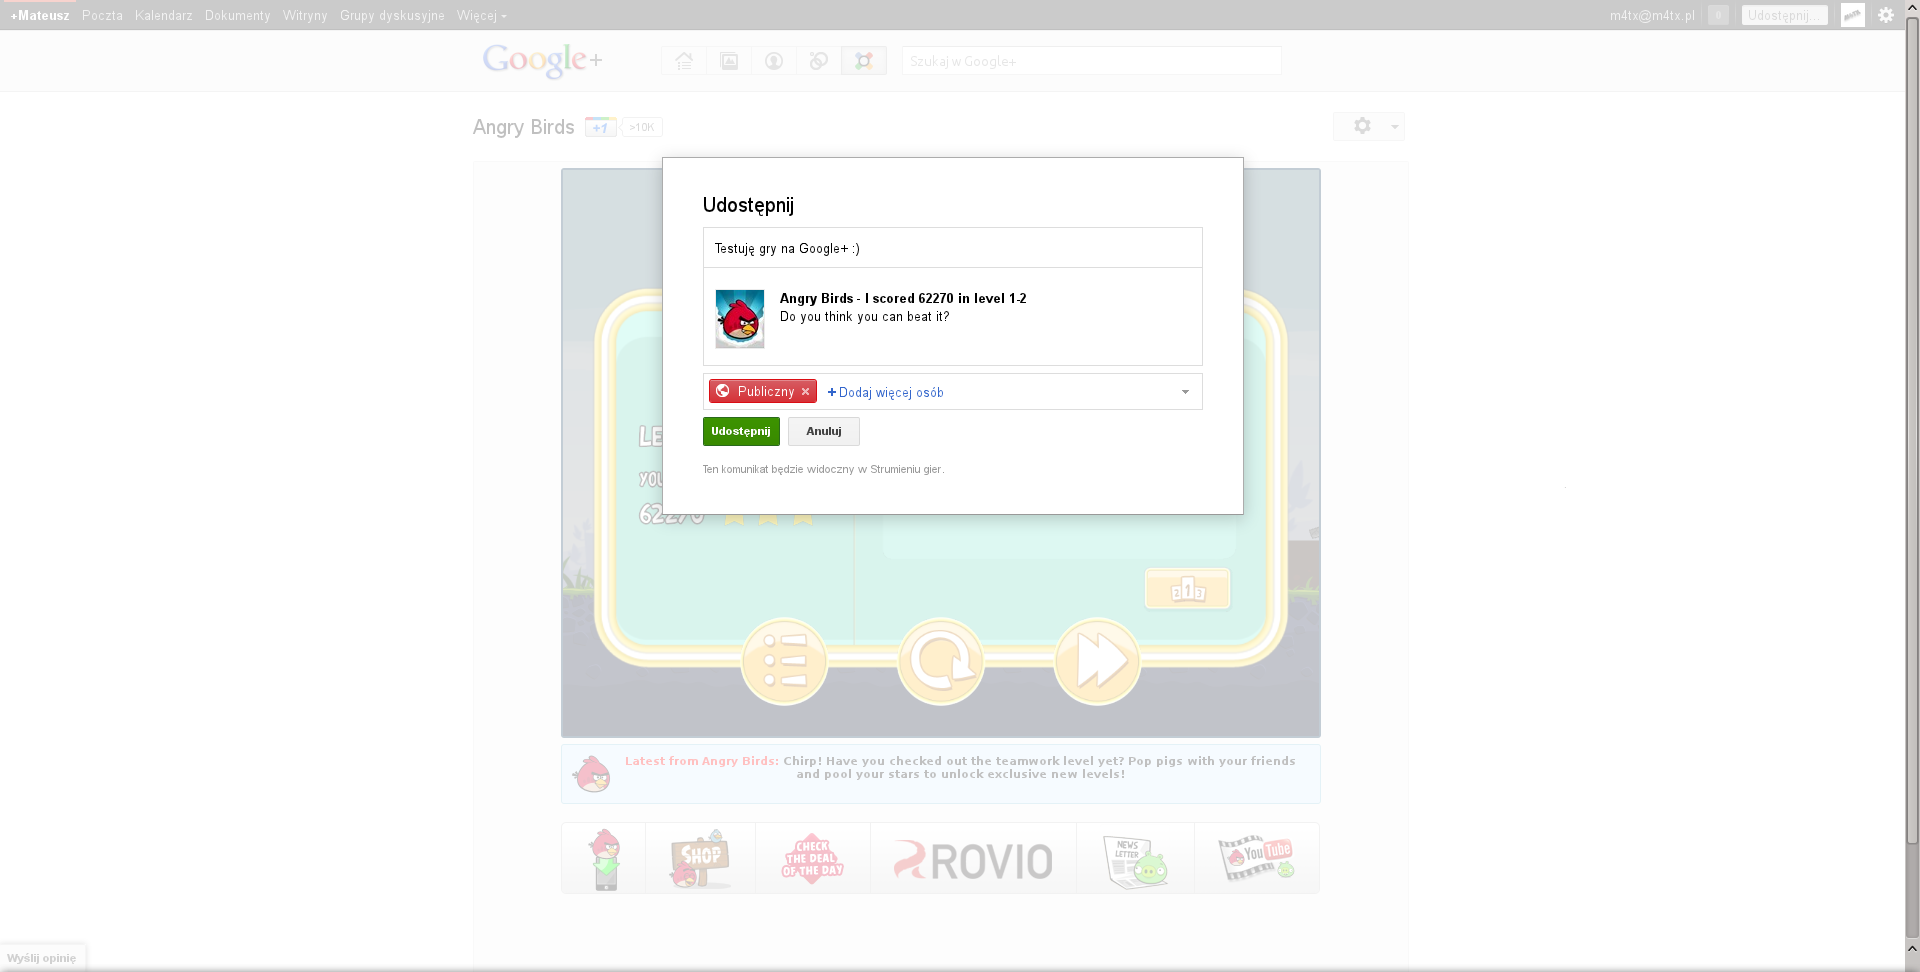 +Mateusz Poczta Kalendarz Dokumenty Witryny Grupy dyskusyjne Więcej
m4tx@m4tx.pl Udostępnij...
Google+
Szukaj w Google+
Angry Birds +1 >10K
Udostępnij
Testuję gry na Google+ :)
Angry Birds - I scored 62270 in level 1-2
Do you think you can beat it?
Publiczny × + Dodaj więcej osób
Udostępnij Anuluj
Ten komunikat będzie widoczny w Strumieniu gier.
LE
YOU
62270
2 1 3
Latest from Angry Birds: Chirp! Have you checked out the teamwork level yet? Pop pigs with your friends
and pool your stars to unlock exclusive new levels!
SHOP
CHECK
THE DEAL
OF THE DAY
ROVIO
NEWS
LETTER
YouTube
Wyślij opinię